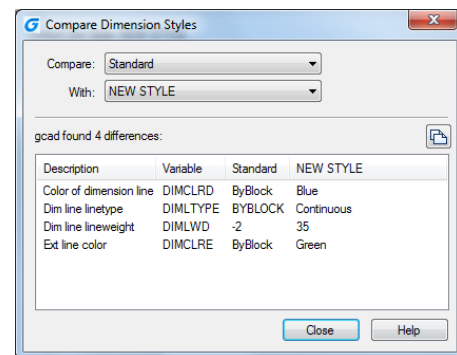 Compare Dimension Styles
Compare: Standard
With: NEW STYLE
gcad found 4 differences:
Description Variable Standard NEW STYLE
Color of dimension line DIMCLRD ByBlock Blue
Dim line linetype DIMLTYPE BYBLOCK Continuous
Dim line lineweight DIMLWD -2 35
Ext line color DIMCLRE ByBlock Green
Close Help